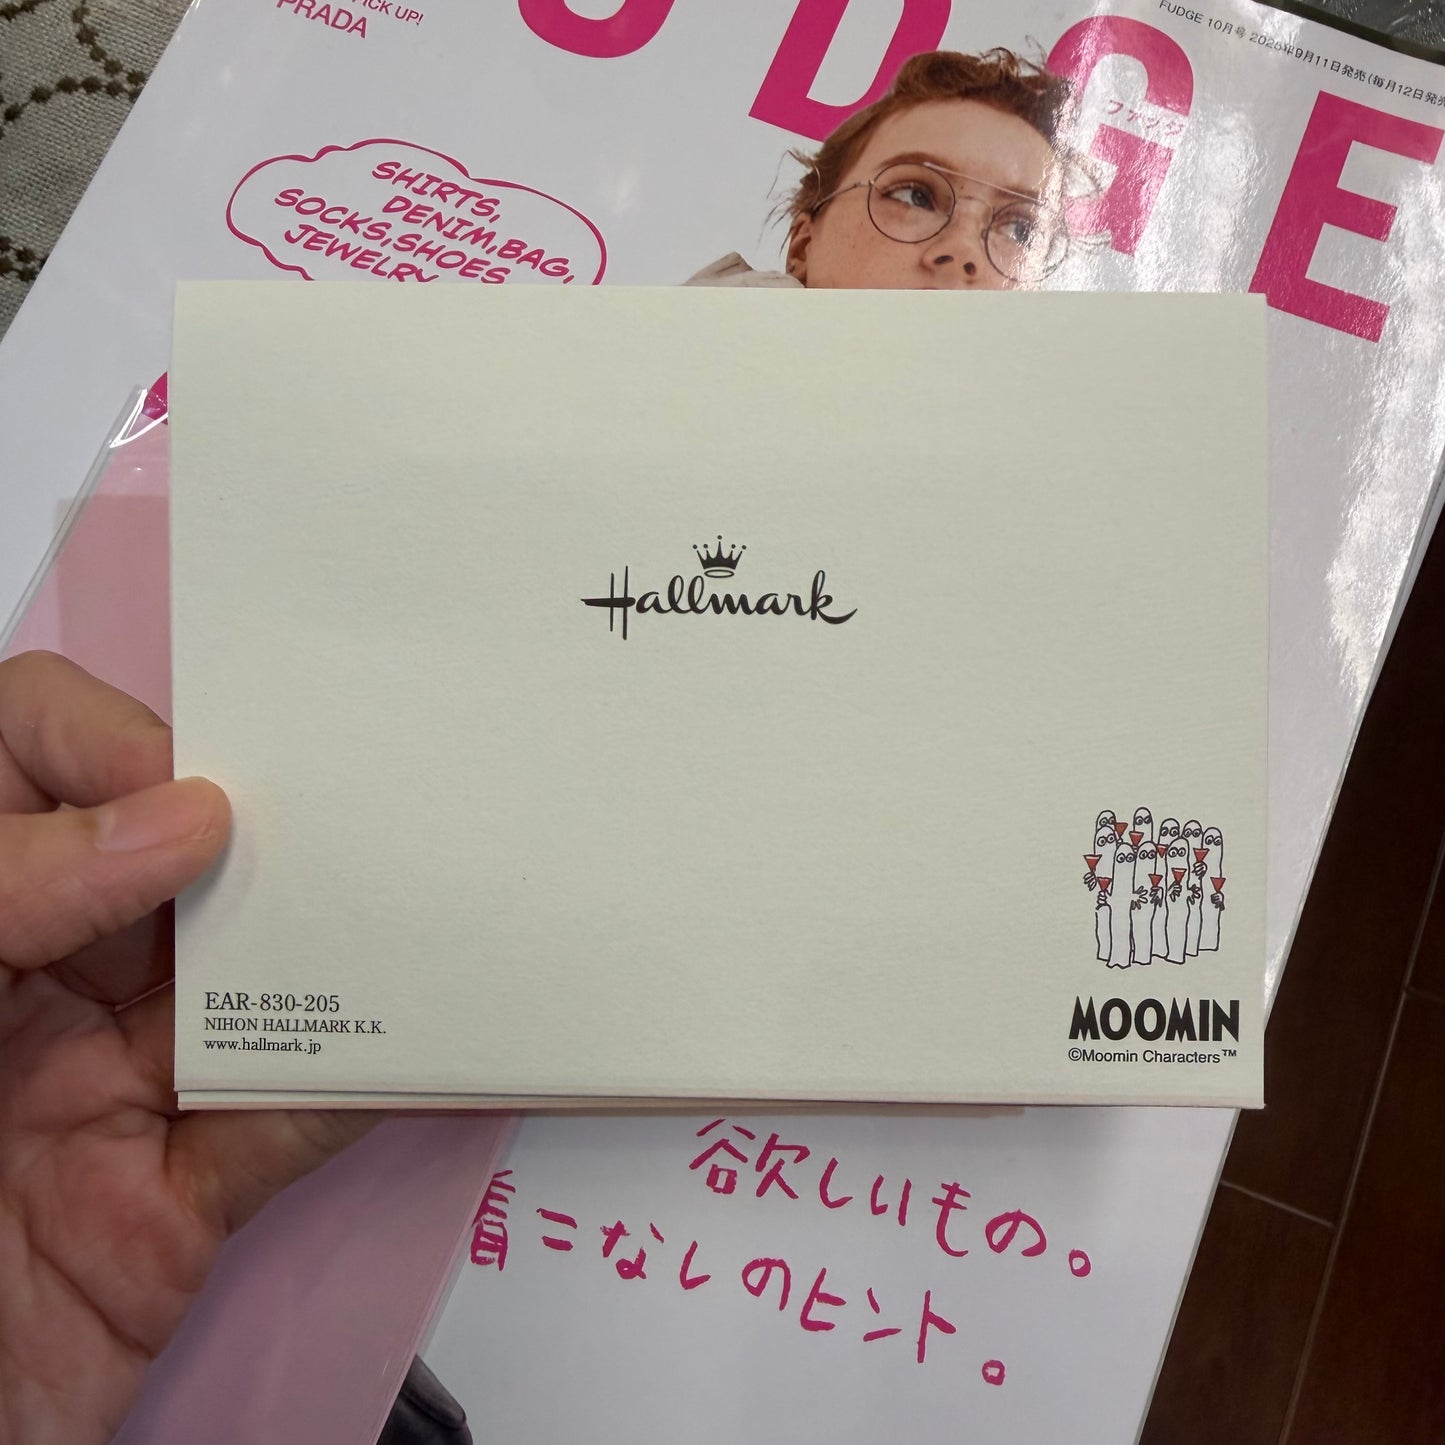 PICK UP!
PRADA
UDGE
ファッジ
FUDGE 10月号 2025年9月11日発売(毎月12日発売
SHIRTS,
DENIM,BAG,
SOCKS,SHOES
JEWELRY
Hallmark
EAR-830-205
NIHON HALLMARK K.K.
www.hallmark.jp
MOOMIN
©Moomin Characters™
欲しいもの。
着こなしのヒント。